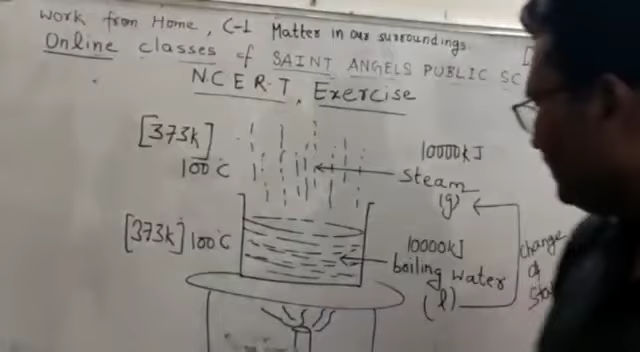 Work from Home, C-1 Matter in our surroundings.
Online classes of SAINT ANGELS PUBLIC SC
N.C.E.R.T, Exercise
[373k]
100°C
10000kJ
Steam
(g)
[373k] 100°C
10000kJ
boiling water
(l)
change
of